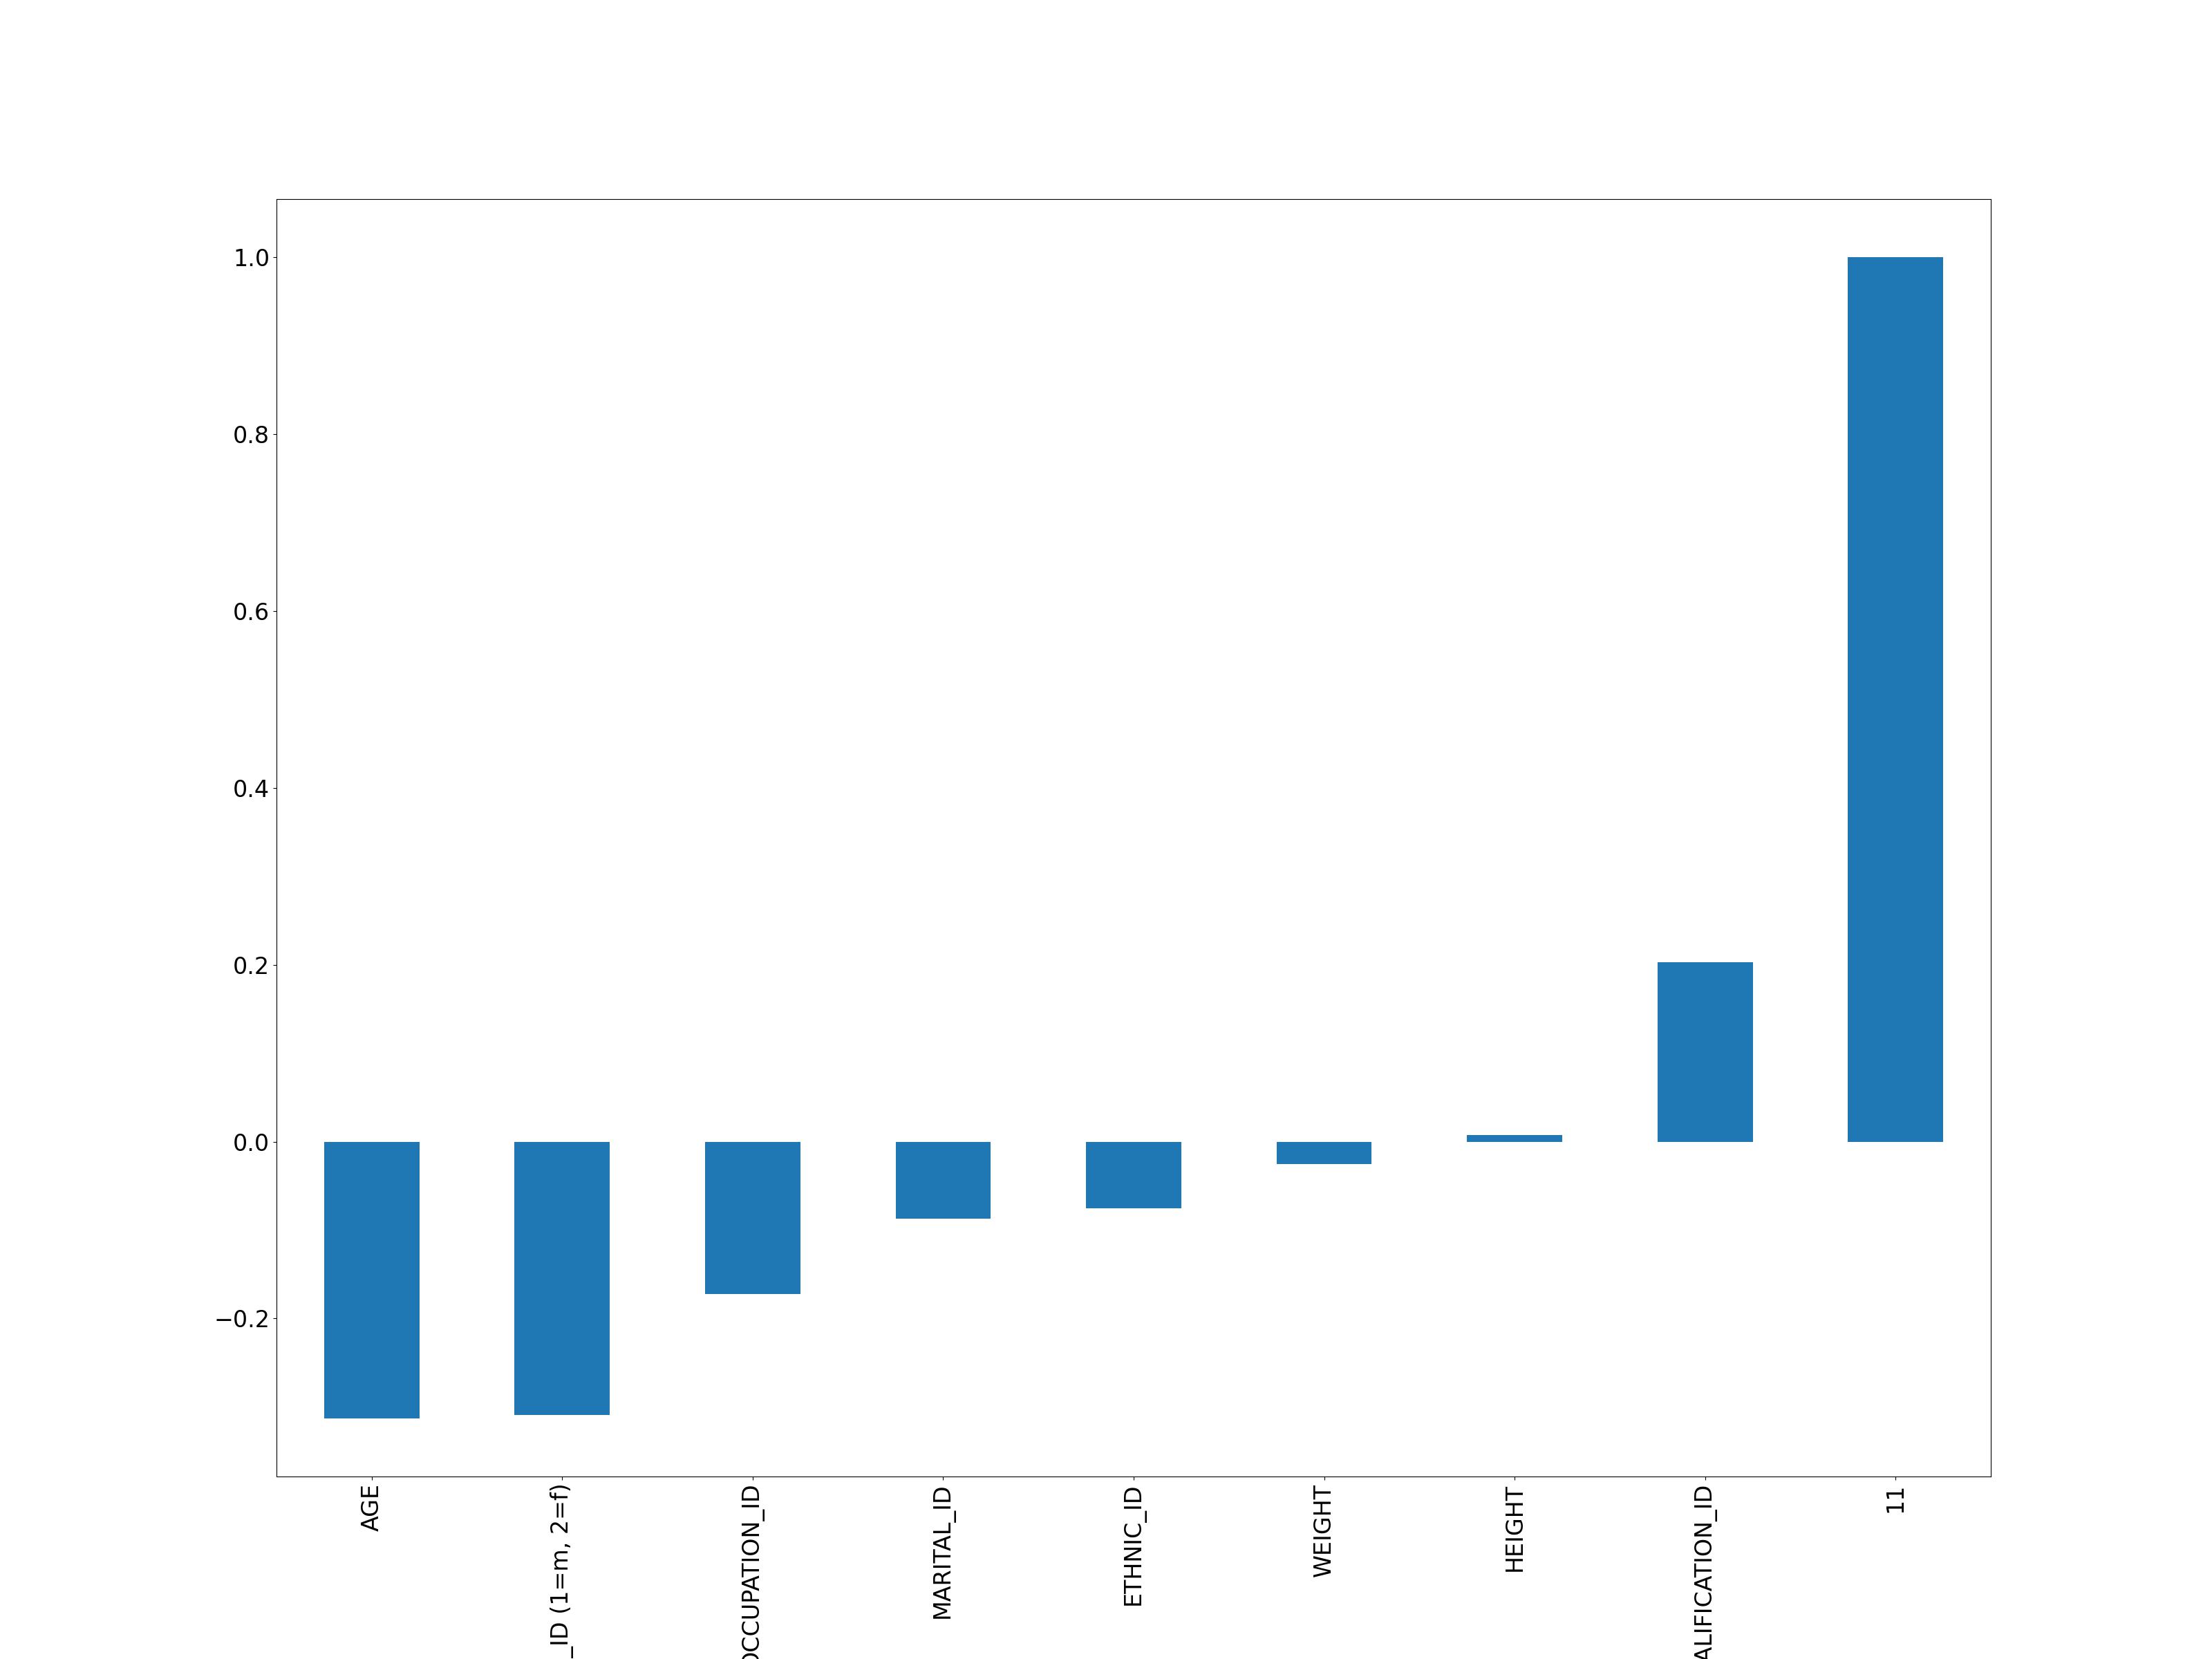 1.0
0.8
0.6
0.4
0.2
0.0
−0.2
AGE
_ID (1=m, 2=f)
OCCUPATION_ID
MARITAL_ID
ETHNIC_ID
WEIGHT
HEIGHT
ALIFICATION_ID
11